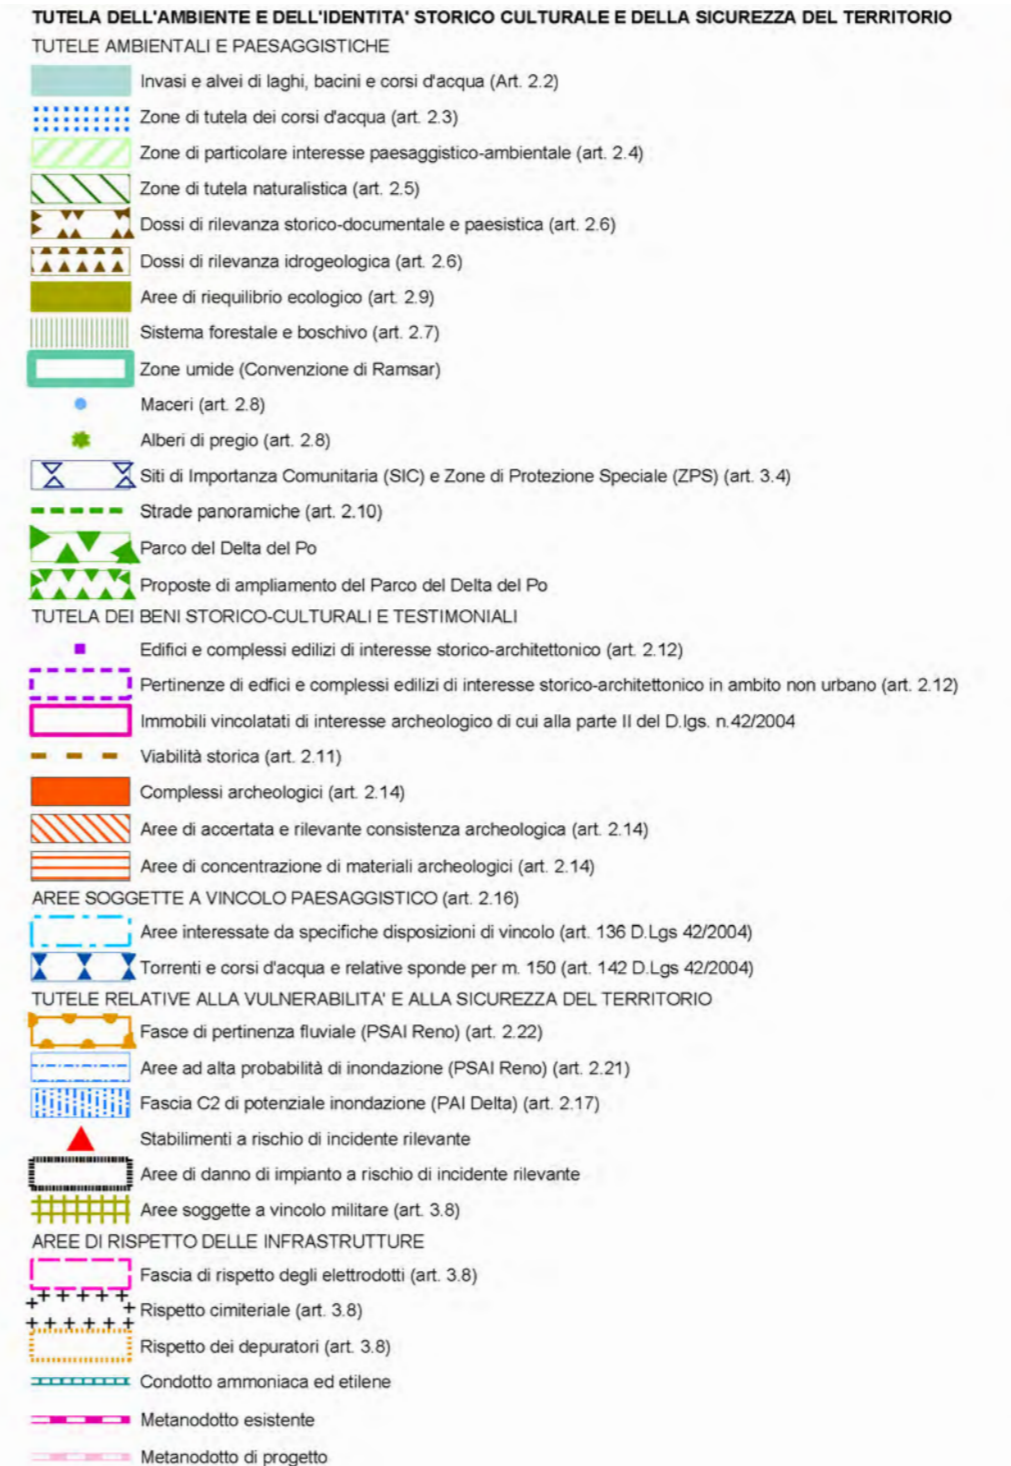 TUTELA DELL'AMBIENTE E DELL'IDENTITA' STORICO CULTURALE E DELLA SICUREZZA DEL TERRITORIO
TUTELE AMBIENTALI E PAESAGGISTICHE
Invasi e alvei di laghi, bacini e corsi d'acqua (Art. 2.2)
Zone di tutela dei corsi d'acqua (art. 2.3)
Zone di particolare interesse paesaggistico-ambientale (art. 2.4)
Zone di tutela naturalistica (art. 2.5)
Dossi di rilevanza storico-documentale e paesistica (art. 2.6)
Dossi di rilevanza idrogeologica (art. 2.6)
Aree di riequilibrio ecologico (art. 2.9)
Sistema forestale e boschivo (art. 2.7)
Zone umide (Convenzione di Ramsar)
Maceri (art. 2.8)
Alberi di pregio (art. 2.8)
Siti di Importanza Comunitaria (SIC) e Zone di Protezione Speciale (ZPS) (art. 3.4)
Strade panoramiche (art. 2.10)
Parco del Delta del Po
Proposte di ampliamento del Parco del Delta del Po
TUTELA DEI BENI STORICO-CULTURALI E TESTIMONIALI
Edifici e complessi edilizi di interesse storico-architettonico (art. 2.12)
Pertinenze di edfici e complessi edilizi di interesse storico-architettonico in ambito non urbano (art. 2.12)
Immobili vincolatati di interesse archeologico di cui alla parte II del D.lgs. n.42/2004
Viabilità storica (art. 2.11)
Complessi archeologici (art. 2.14)
Aree di accertata e rilevante consistenza archeologica (art. 2.14)
Aree di concentrazione di materiali archeologici (art. 2.14)
AREE SOGGETTE A VINCOLO PAESAGGISTICO (art. 2.16)
Aree interessate da specifiche disposizioni di vincolo (art. 136 D.Lgs 42/2004)
Torrenti e corsi d'acqua e relative sponde per m. 150 (art. 142 D.Lgs 42/2004)
TUTELE RELATIVE ALLA VULNERABILITA' E ALLA SICUREZZA DEL TERRITORIO
Fasce di pertinenza fluviale (PSAI Reno) (art. 2.22)
Aree ad alta probabilità di inondazione (PSAI Reno) (art. 2.21)
Fascia C2 di potenziale inondazione (PAI Delta) (art. 2.17)
Stabilimenti a rischio di incidente rilevante
Aree di danno di impianto a rischio di incidente rilevante
Aree soggette a vincolo militare (art. 3.8)
AREE DI RISPETTO DELLE INFRASTRUTTURE
Fascia di rispetto degli elettrodotti (art. 3.8)
Rispetto cimiteriale (art. 3.8)
Rispetto dei depuratori (art. 3.8)
Condotto ammoniaca ed etilene
Metanodotto esistente
Metanodotto di progetto